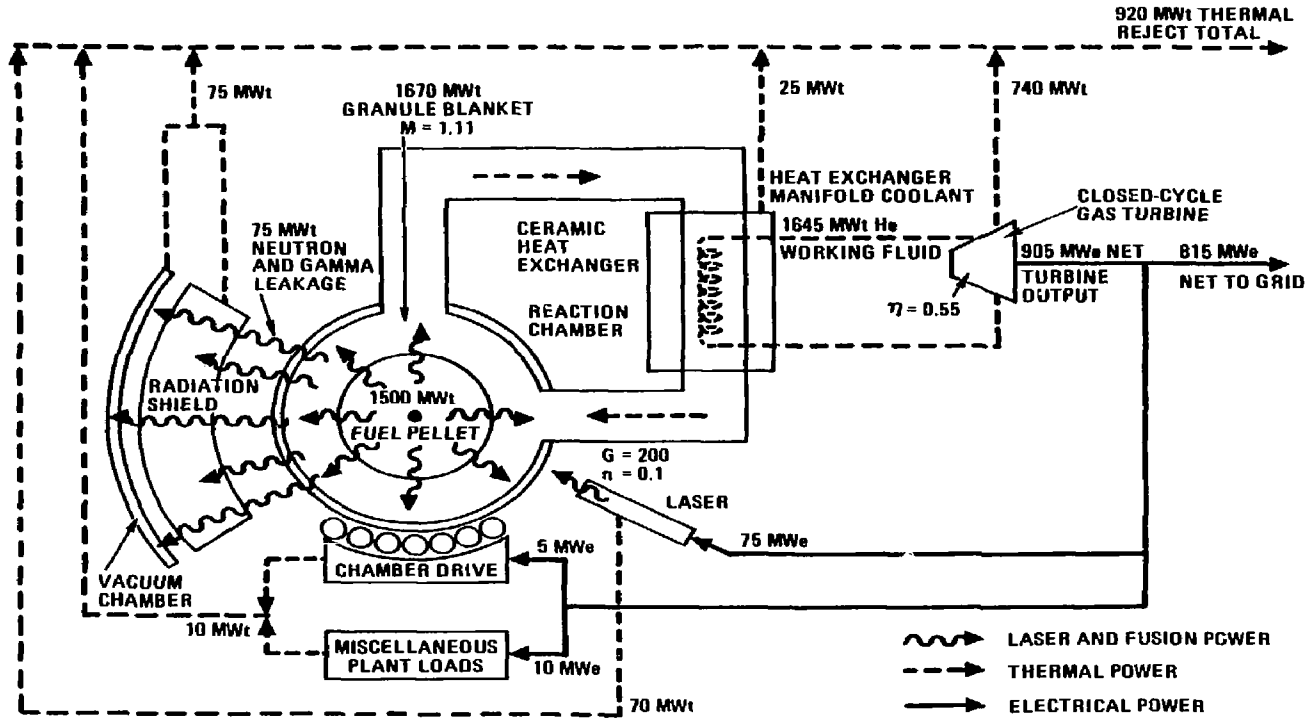 920 MWt THERMAL
REJECT TOTAL
75 MWt
1670 MWt
GRANULE BLANKET
M = 1.11
25 MWt
740 MWt
HEAT EXCHANGER
MANIFOLD COOLANT
CLOSED-CYCLE
GAS TURBINE
75 MWt
NEUTRON
AND GAMMA
LEAKAGE
CERAMIC
HEAT
EXCHANGER
1645 MWt He
WORKING FLUID
905 MWe NET
TURBINE
OUTPUT
815 MWe
NET TO GRID
REACTION
CHAMBER
η = 0.55
RADIATION
SHIELD
1500 MWt
FUEL PELLET
G = 200
η = 0.1
LASER
75 MWe
5 MWe
CHAMBER DRIVE
VACUUM
CHAMBER
10 MWt
MISCELLANEOUS
PLANT LOADS
10 MWe
70 MWt
LASER AND FUSION POWER
THERMAL POWER
ELECTRICAL POWER